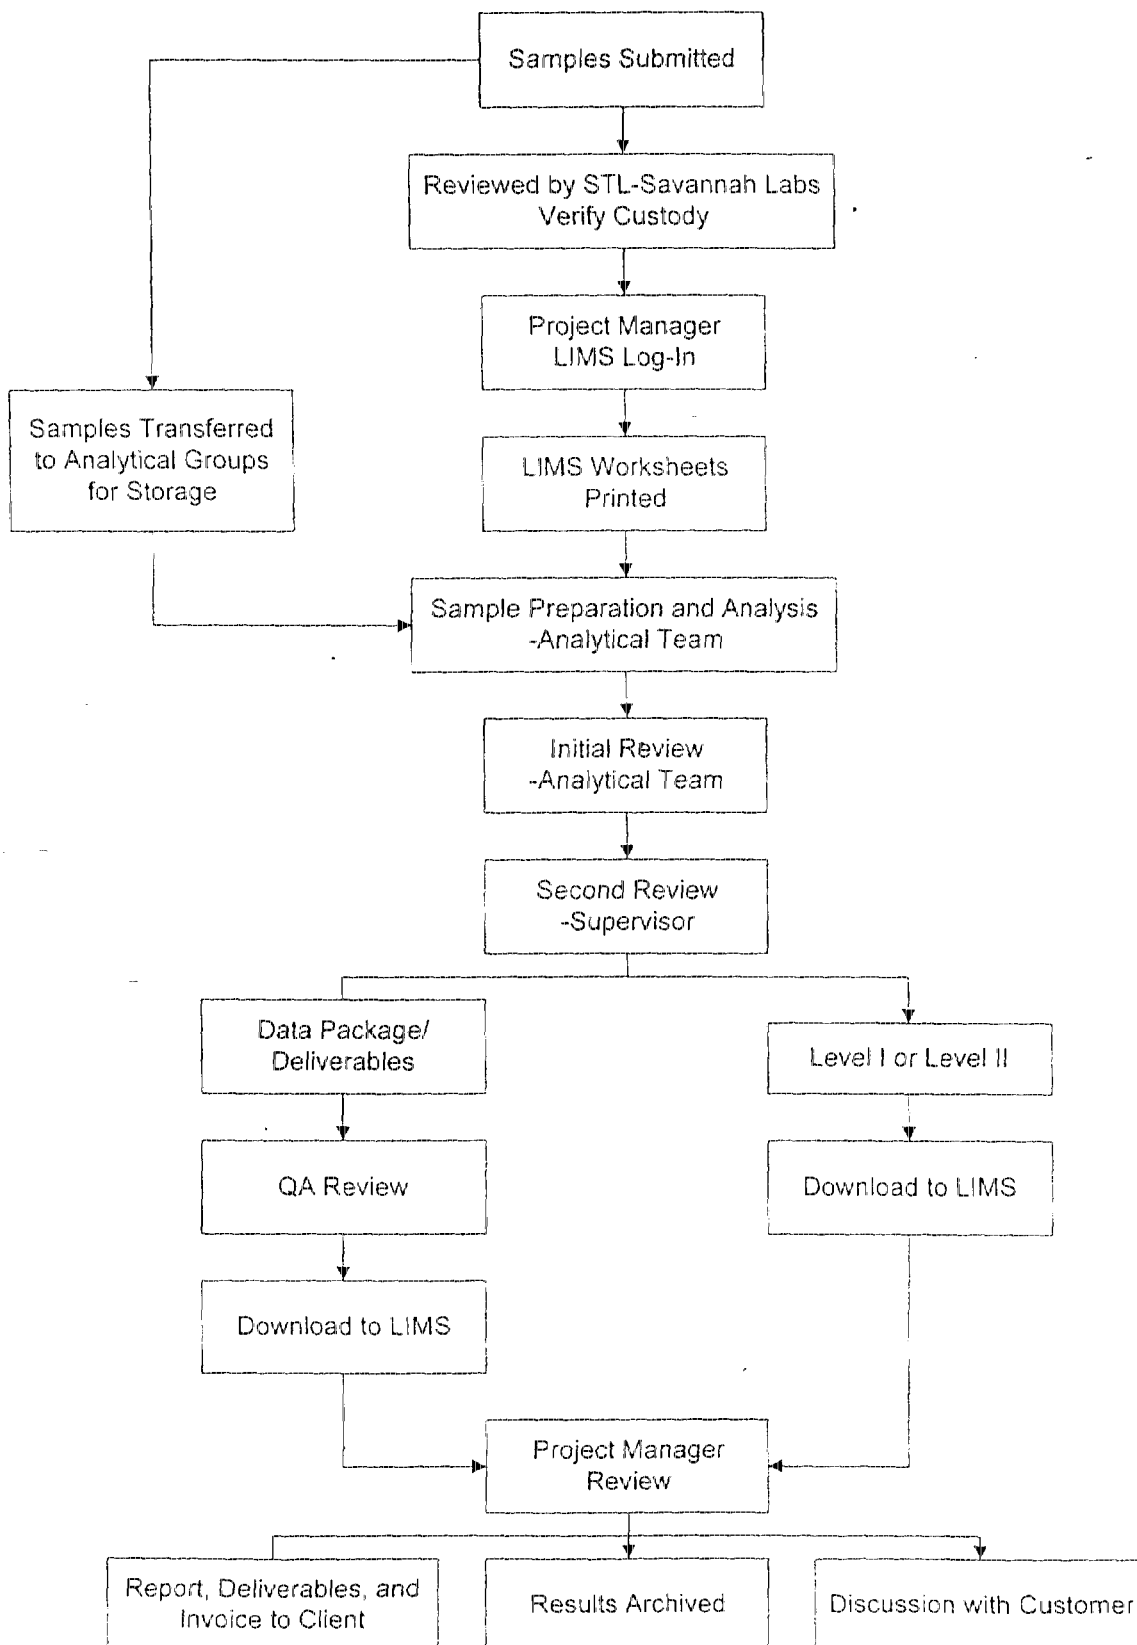 Samples Submitted
Reviewed by STL-Savannah Labs
Verify Custody
Project Manager
LIMS Log-In
Samples Transferred
to Analytical Groups
for Storage
LIMS Worksheets
Printed
Sample Preparation and Analysis
-Analytical Team
Initial Review
-Analytical Team
Second Review
-Supervisor
Data Package/
Deliverables
Level I or Level II
QA Review
Download to LIMS
Download to LIMS
Project Manager
Review
Report, Deliverables, and
Invoice to Client
Results Archived
Discussion with Customer